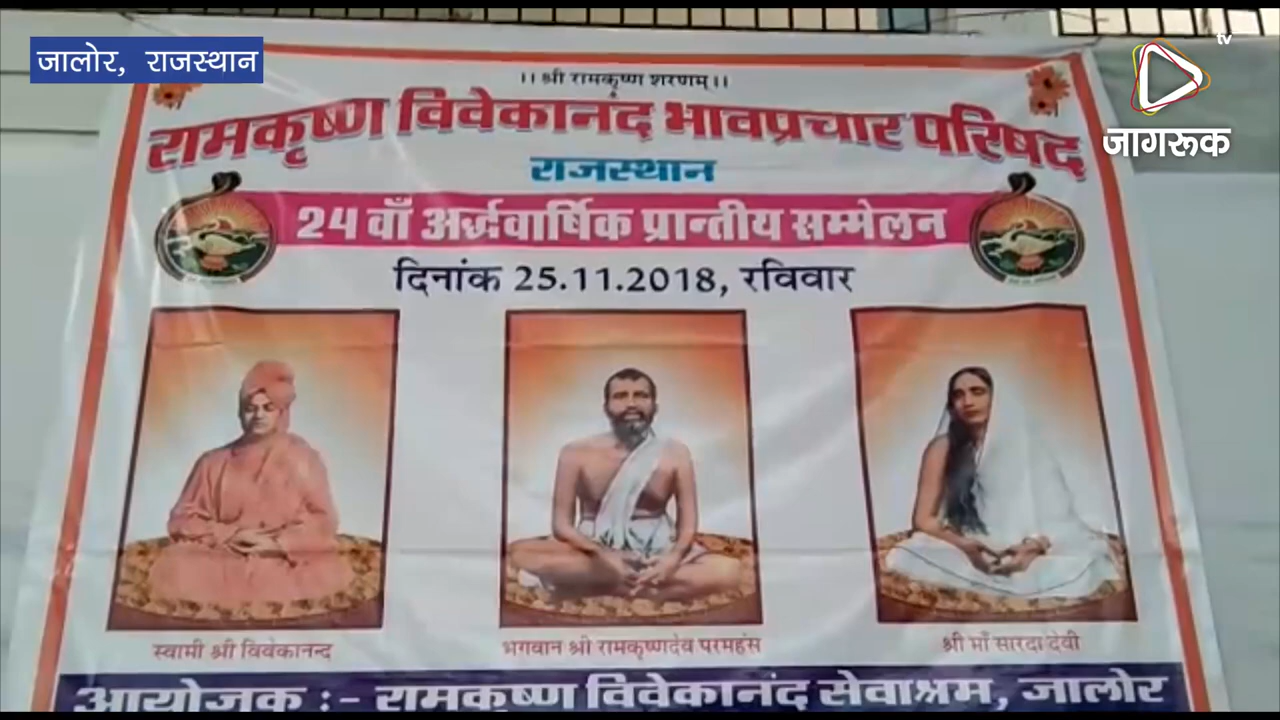 जालोर, राजस्थान
tv
जागरूक
।। श्री रामकृष्ण शरणम् ।।
रामकृष्ण विवेकानंद भावप्रचार परिषद
राजस्थान
24 वाँ अर्द्धवार्षिक प्रान्तीय सम्मेलन
दिनांक 25.11.2018, रविवार
स्वामी श्री विवेकानन्द
भगवान श्री रामकृष्णदेव परमहंस
श्री माँ सारदा देवी
आयोजक :- रामकृष्ण विवेकानंद सेवाश्रम, जालोर